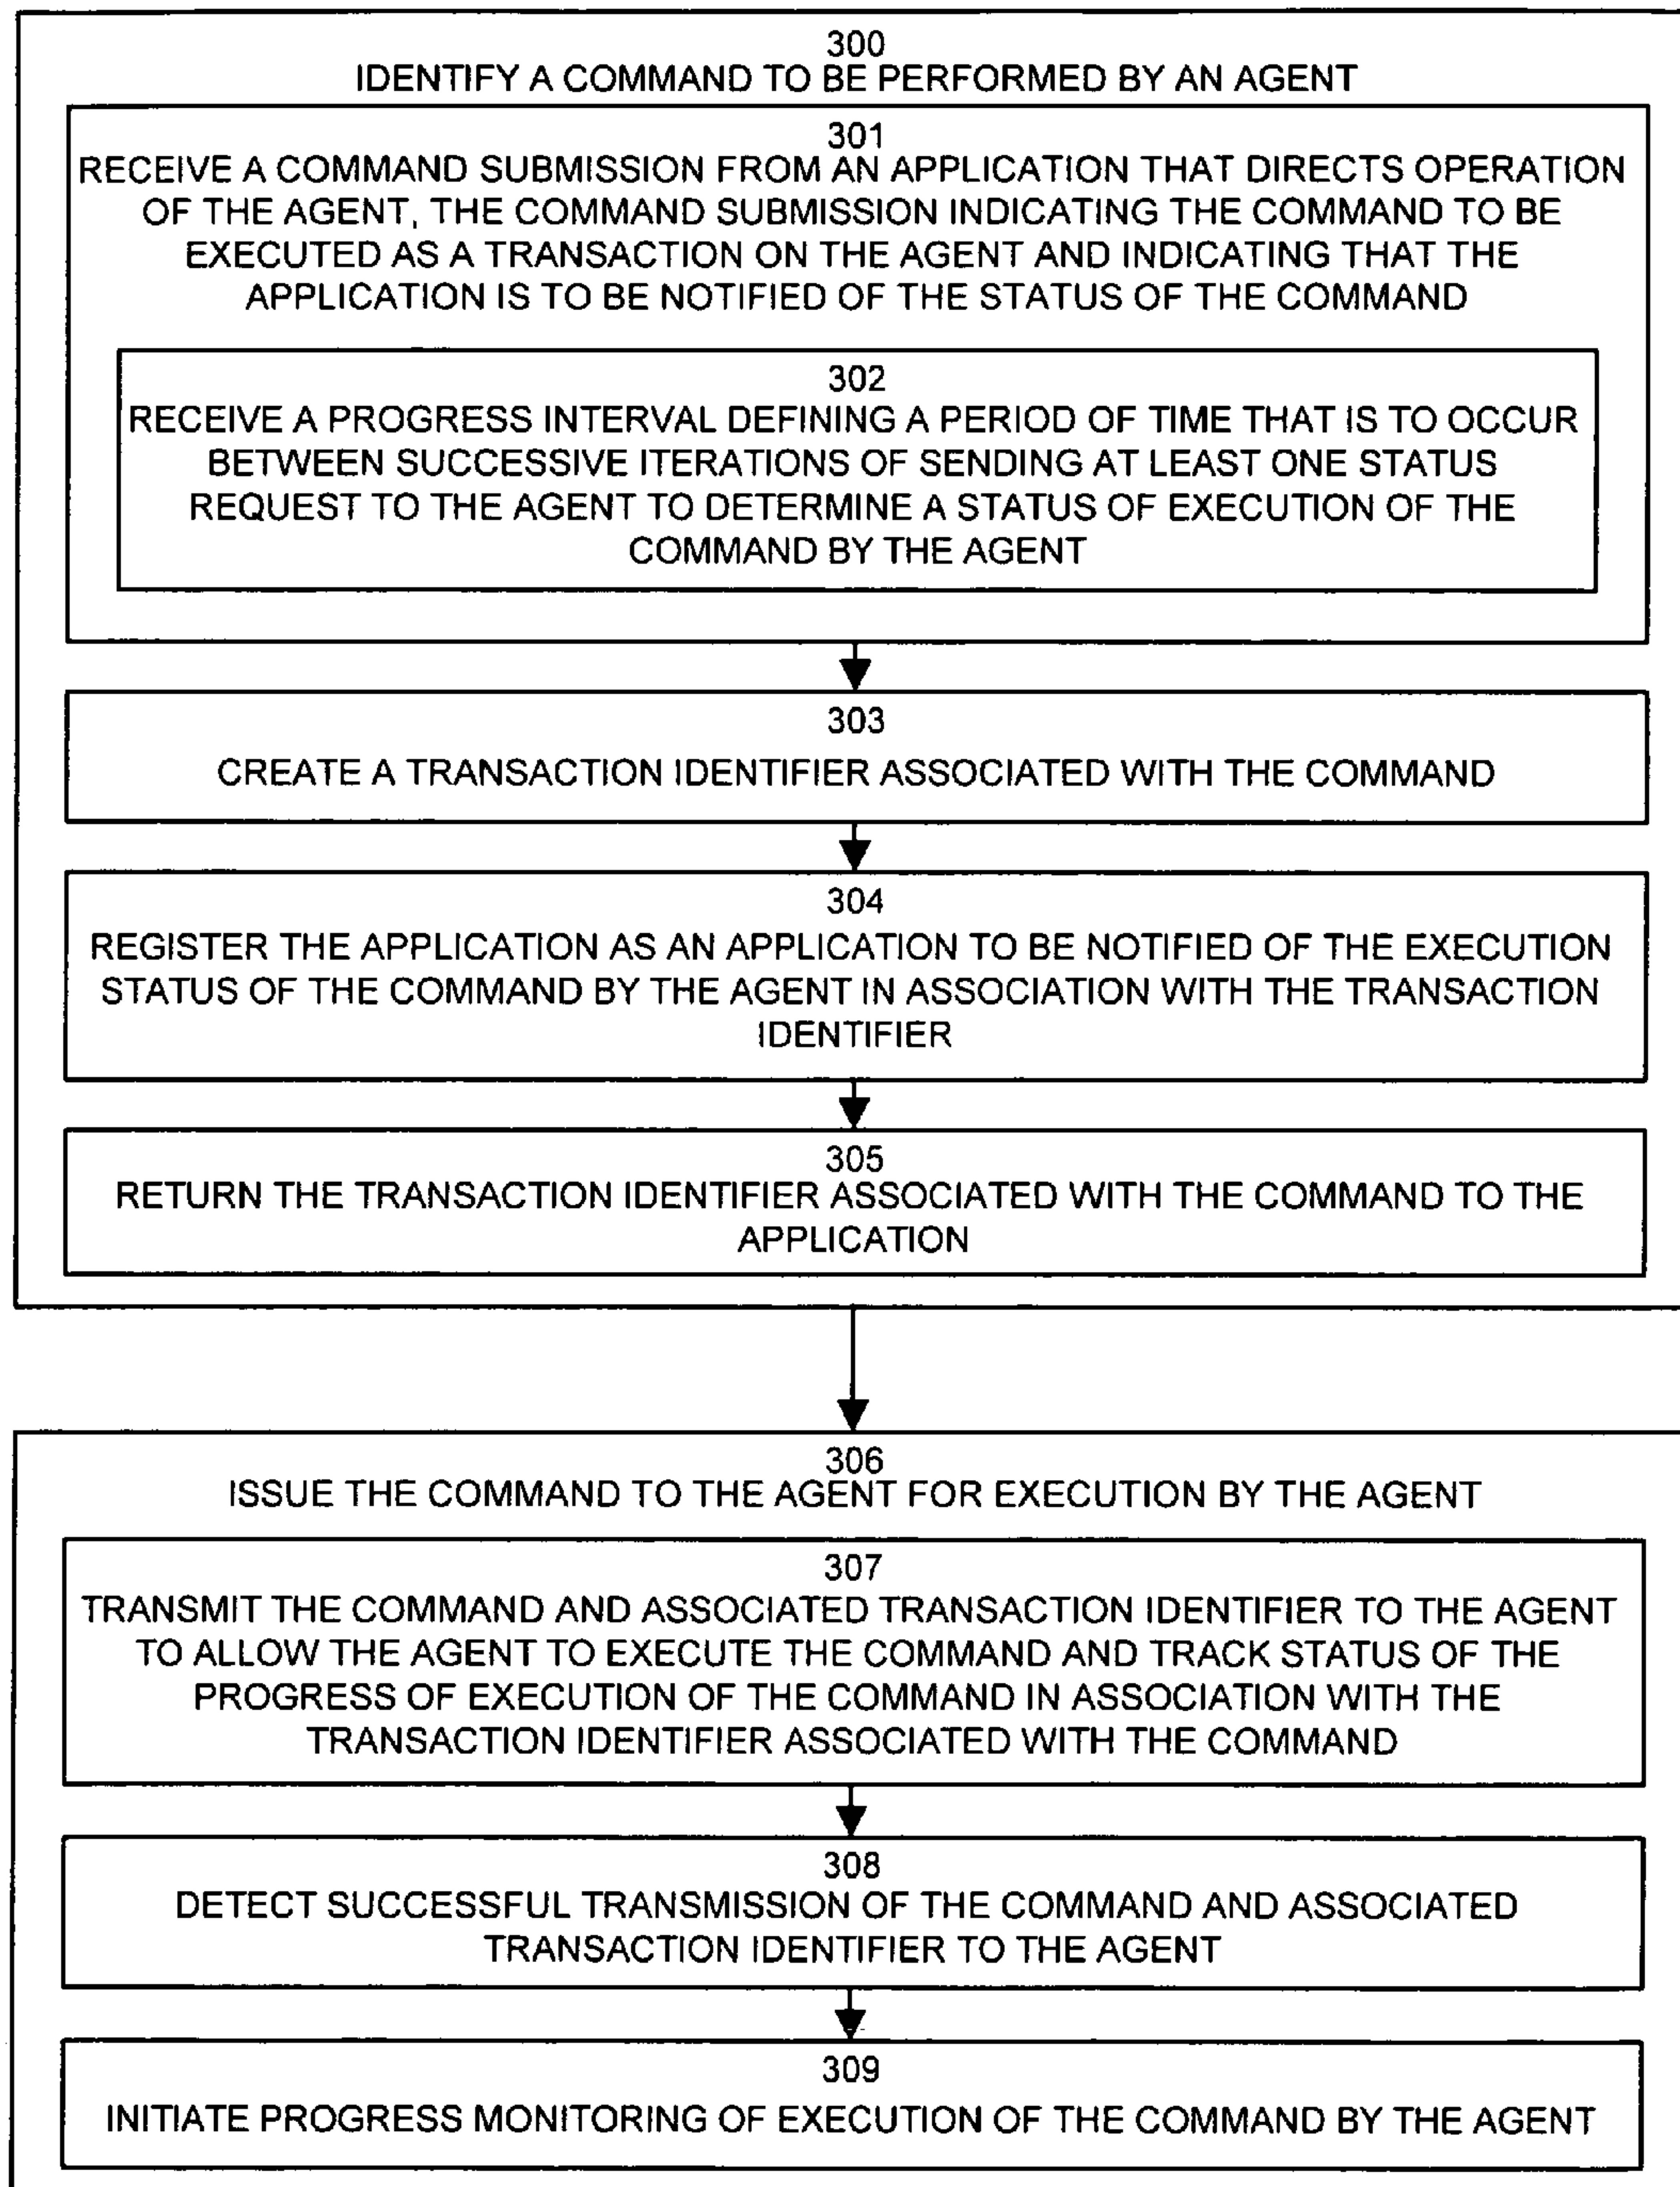 300
IDENTIFY A COMMAND TO BE PERFORMED BY AN AGENT
301
RECEIVE A COMMAND SUBMISSION FROM AN APPLICATION THAT DIRECTS OPERATION
OF THE AGENT, THE COMMAND SUBMISSION INDICATING THE COMMAND TO BE
EXECUTED AS A TRANSACTION ON THE AGENT AND INDICATING THAT THE
APPLICATION IS TO BE NOTIFIED OF THE STATUS OF THE COMMAND
302
RECEIVE A PROGRESS INTERVAL DEFINING A PERIOD OF TIME THAT IS TO OCCUR
BETWEEN SUCCESSIVE ITERATIONS OF SENDING AT LEAST ONE STATUS
REQUEST TO THE AGENT TO DETERMINE A STATUS OF EXECUTION OF THE
COMMAND BY THE AGENT
303
CREATE A TRANSACTION IDENTIFIER ASSOCIATED WITH THE COMMAND
304
REGISTER THE APPLICATION AS AN APPLICATION TO BE NOTIFIED OF THE EXECUTION
STATUS OF THE COMMAND BY THE AGENT IN ASSOCIATION WITH THE TRANSACTION
IDENTIFIER
305
RETURN THE TRANSACTION IDENTIFIER ASSOCIATED WITH THE COMMAND TO THE
APPLICATION
306
ISSUE THE COMMAND TO THE AGENT FOR EXECUTION BY THE AGENT
307
TRANSMIT THE COMMAND AND ASSOCIATED TRANSACTION IDENTIFIER TO THE AGENT
TO ALLOW THE AGENT TO EXECUTE THE COMMAND AND TRACK STATUS OF THE
PROGRESS OF EXECUTION OF THE COMMAND IN ASSOCIATION WITH THE
TRANSACTION IDENTIFIER ASSOCIATED WITH THE COMMAND
308
DETECT SUCCESSFUL TRANSMISSION OF THE COMMAND AND ASSOCIATED
TRANSACTION IDENTIFIER TO THE AGENT
309
INITIATE PROGRESS MONITORING OF EXECUTION OF THE COMMAND BY THE AGENT